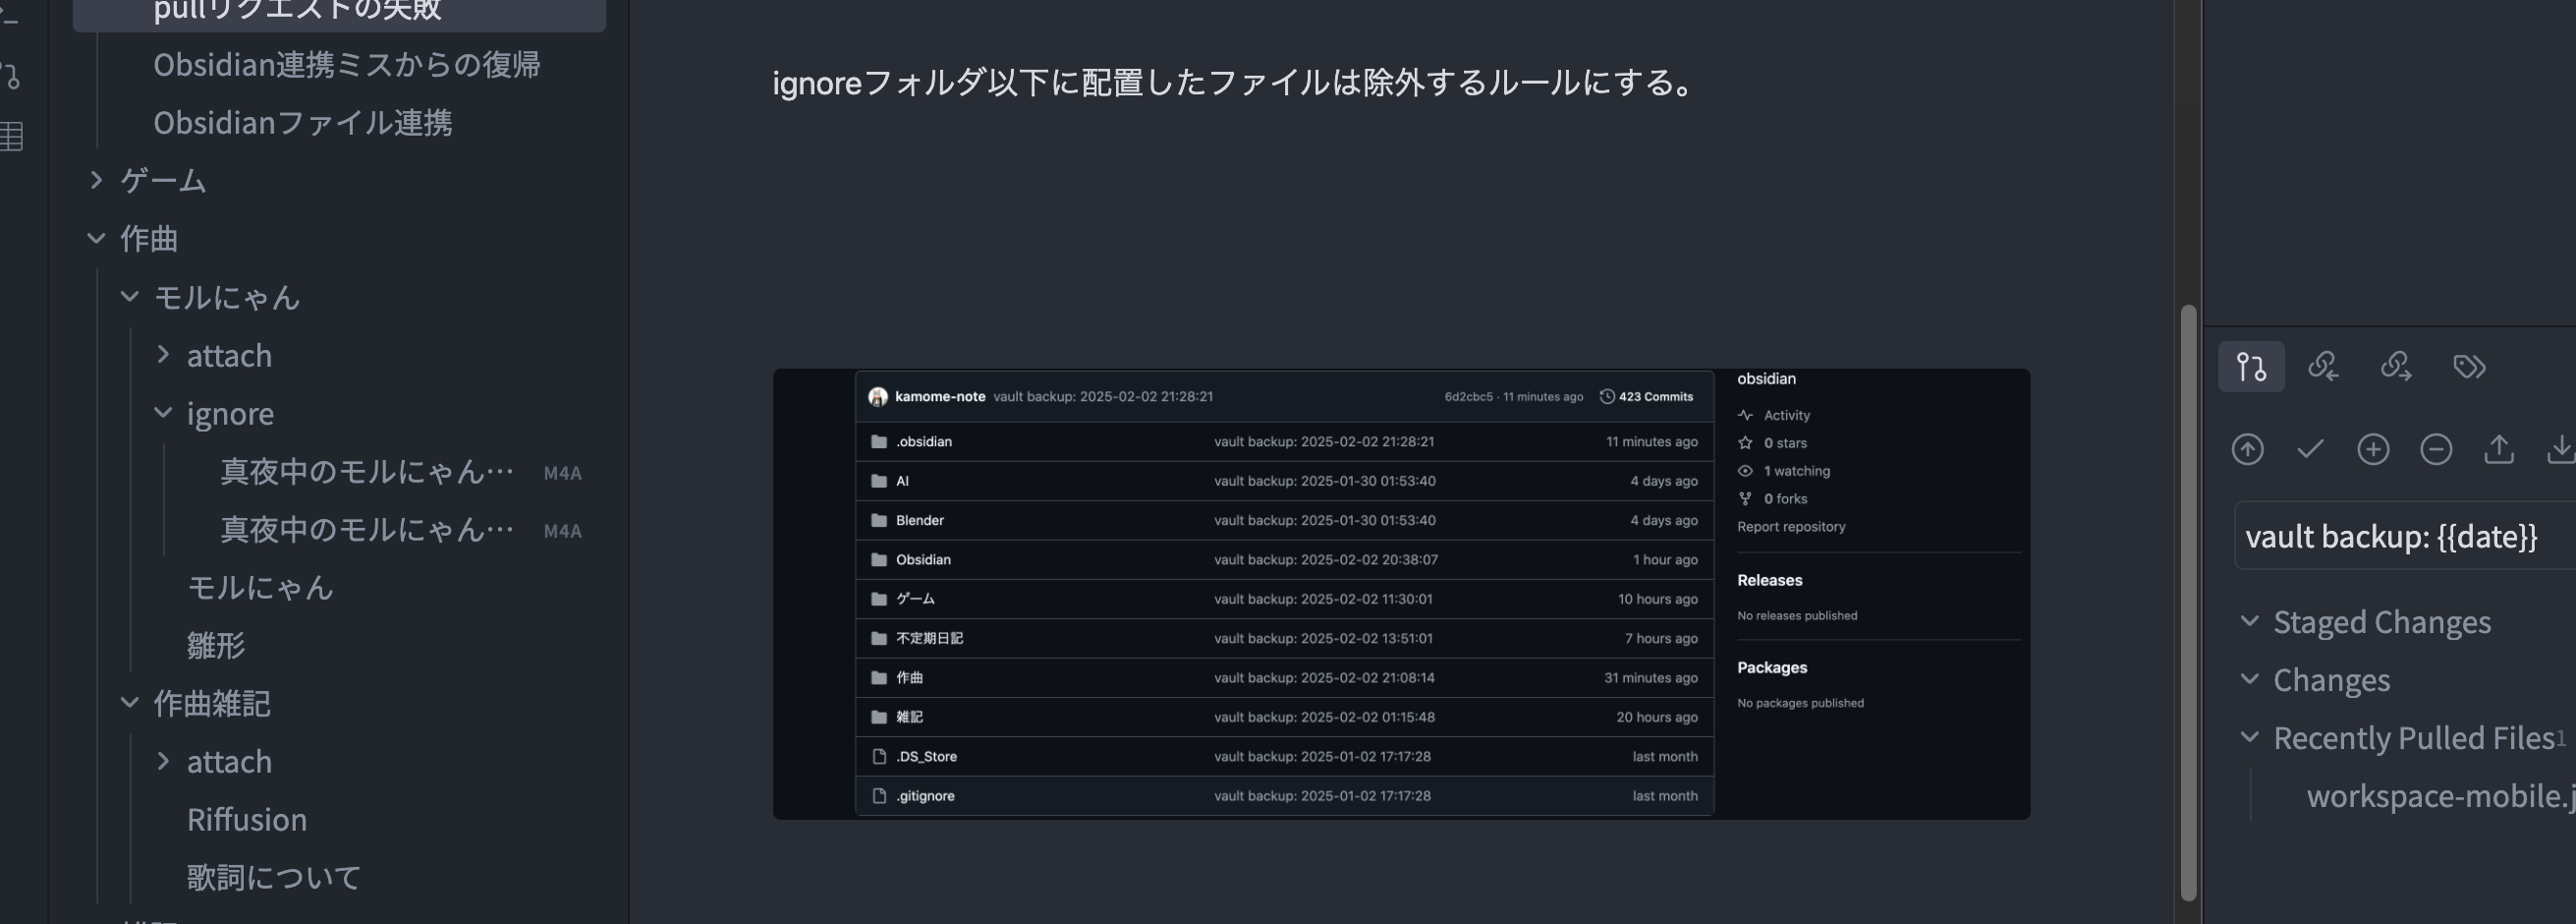 pullリクエストの失敗
Obsidian連携ミスからの復帰
Obsidianファイル連携
ゲーム
作曲
モルにゃん
attach
ignore
真夜中のモルにゃん… M4A
真夜中のモルにゃん… M4A
モルにゃん
雛形
作曲雑記
attach
Riffusion
歌詞について
ignoreフォルダ以下に配置したファイルは除外するルールにする。
kamome-note vault backup: 2025-02-02 21:28:21 6d2cbc5 · 11 minutes ago 423 Commits
.obsidian vault backup: 2025-02-02 21:28:21 11 minutes ago
AI vault backup: 2025-01-30 01:53:40 4 days ago
Blender vault backup: 2025-01-30 01:53:40 4 days ago
Obsidian vault backup: 2025-02-02 20:38:07 1 hour ago
ゲーム vault backup: 2025-02-02 11:30:01 10 hours ago
不定期日記 vault backup: 2025-02-02 13:51:01 7 hours ago
作曲 vault backup: 2025-02-02 21:08:14 31 minutes ago
雑記 vault backup: 2025-02-02 01:15:48 20 hours ago
.DS_Store vault backup: 2025-01-02 17:17:28 last month
.gitignore vault backup: 2025-01-02 17:17:28 last month
obsidian
Activity
0 stars
1 watching
0 forks
Report repository
Releases
No releases published
Packages
No packages published
vault backup: {{date}}
Staged Changes
Changes
Recently Pulled Files 1
workspace-mobile.j